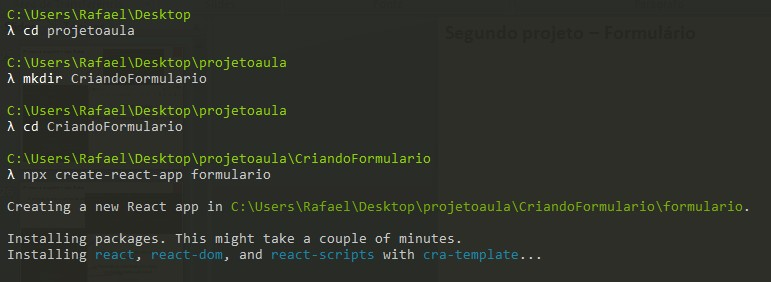 C:\Users\Rafael\Desktop
λ cd projetoaula
Segundo projeto – Formulário
C:\Users\Rafael\Desktop\projetoaula
λ mkdir CriandoFormulario
C:\Users\Rafael\Desktop\projetoaula
λ cd CriandoFormulario
C:\Users\Rafael\Desktop\projetoaula\CriandoFormulario
λ npx create-react-app formulario
Creating a new React app in C:\Users\Rafael\Desktop\projetoaula\CriandoFormulario\formulario.
Installing packages. This might take a couple of minutes.
Installing react, react-dom, and react-scripts with cra-template...